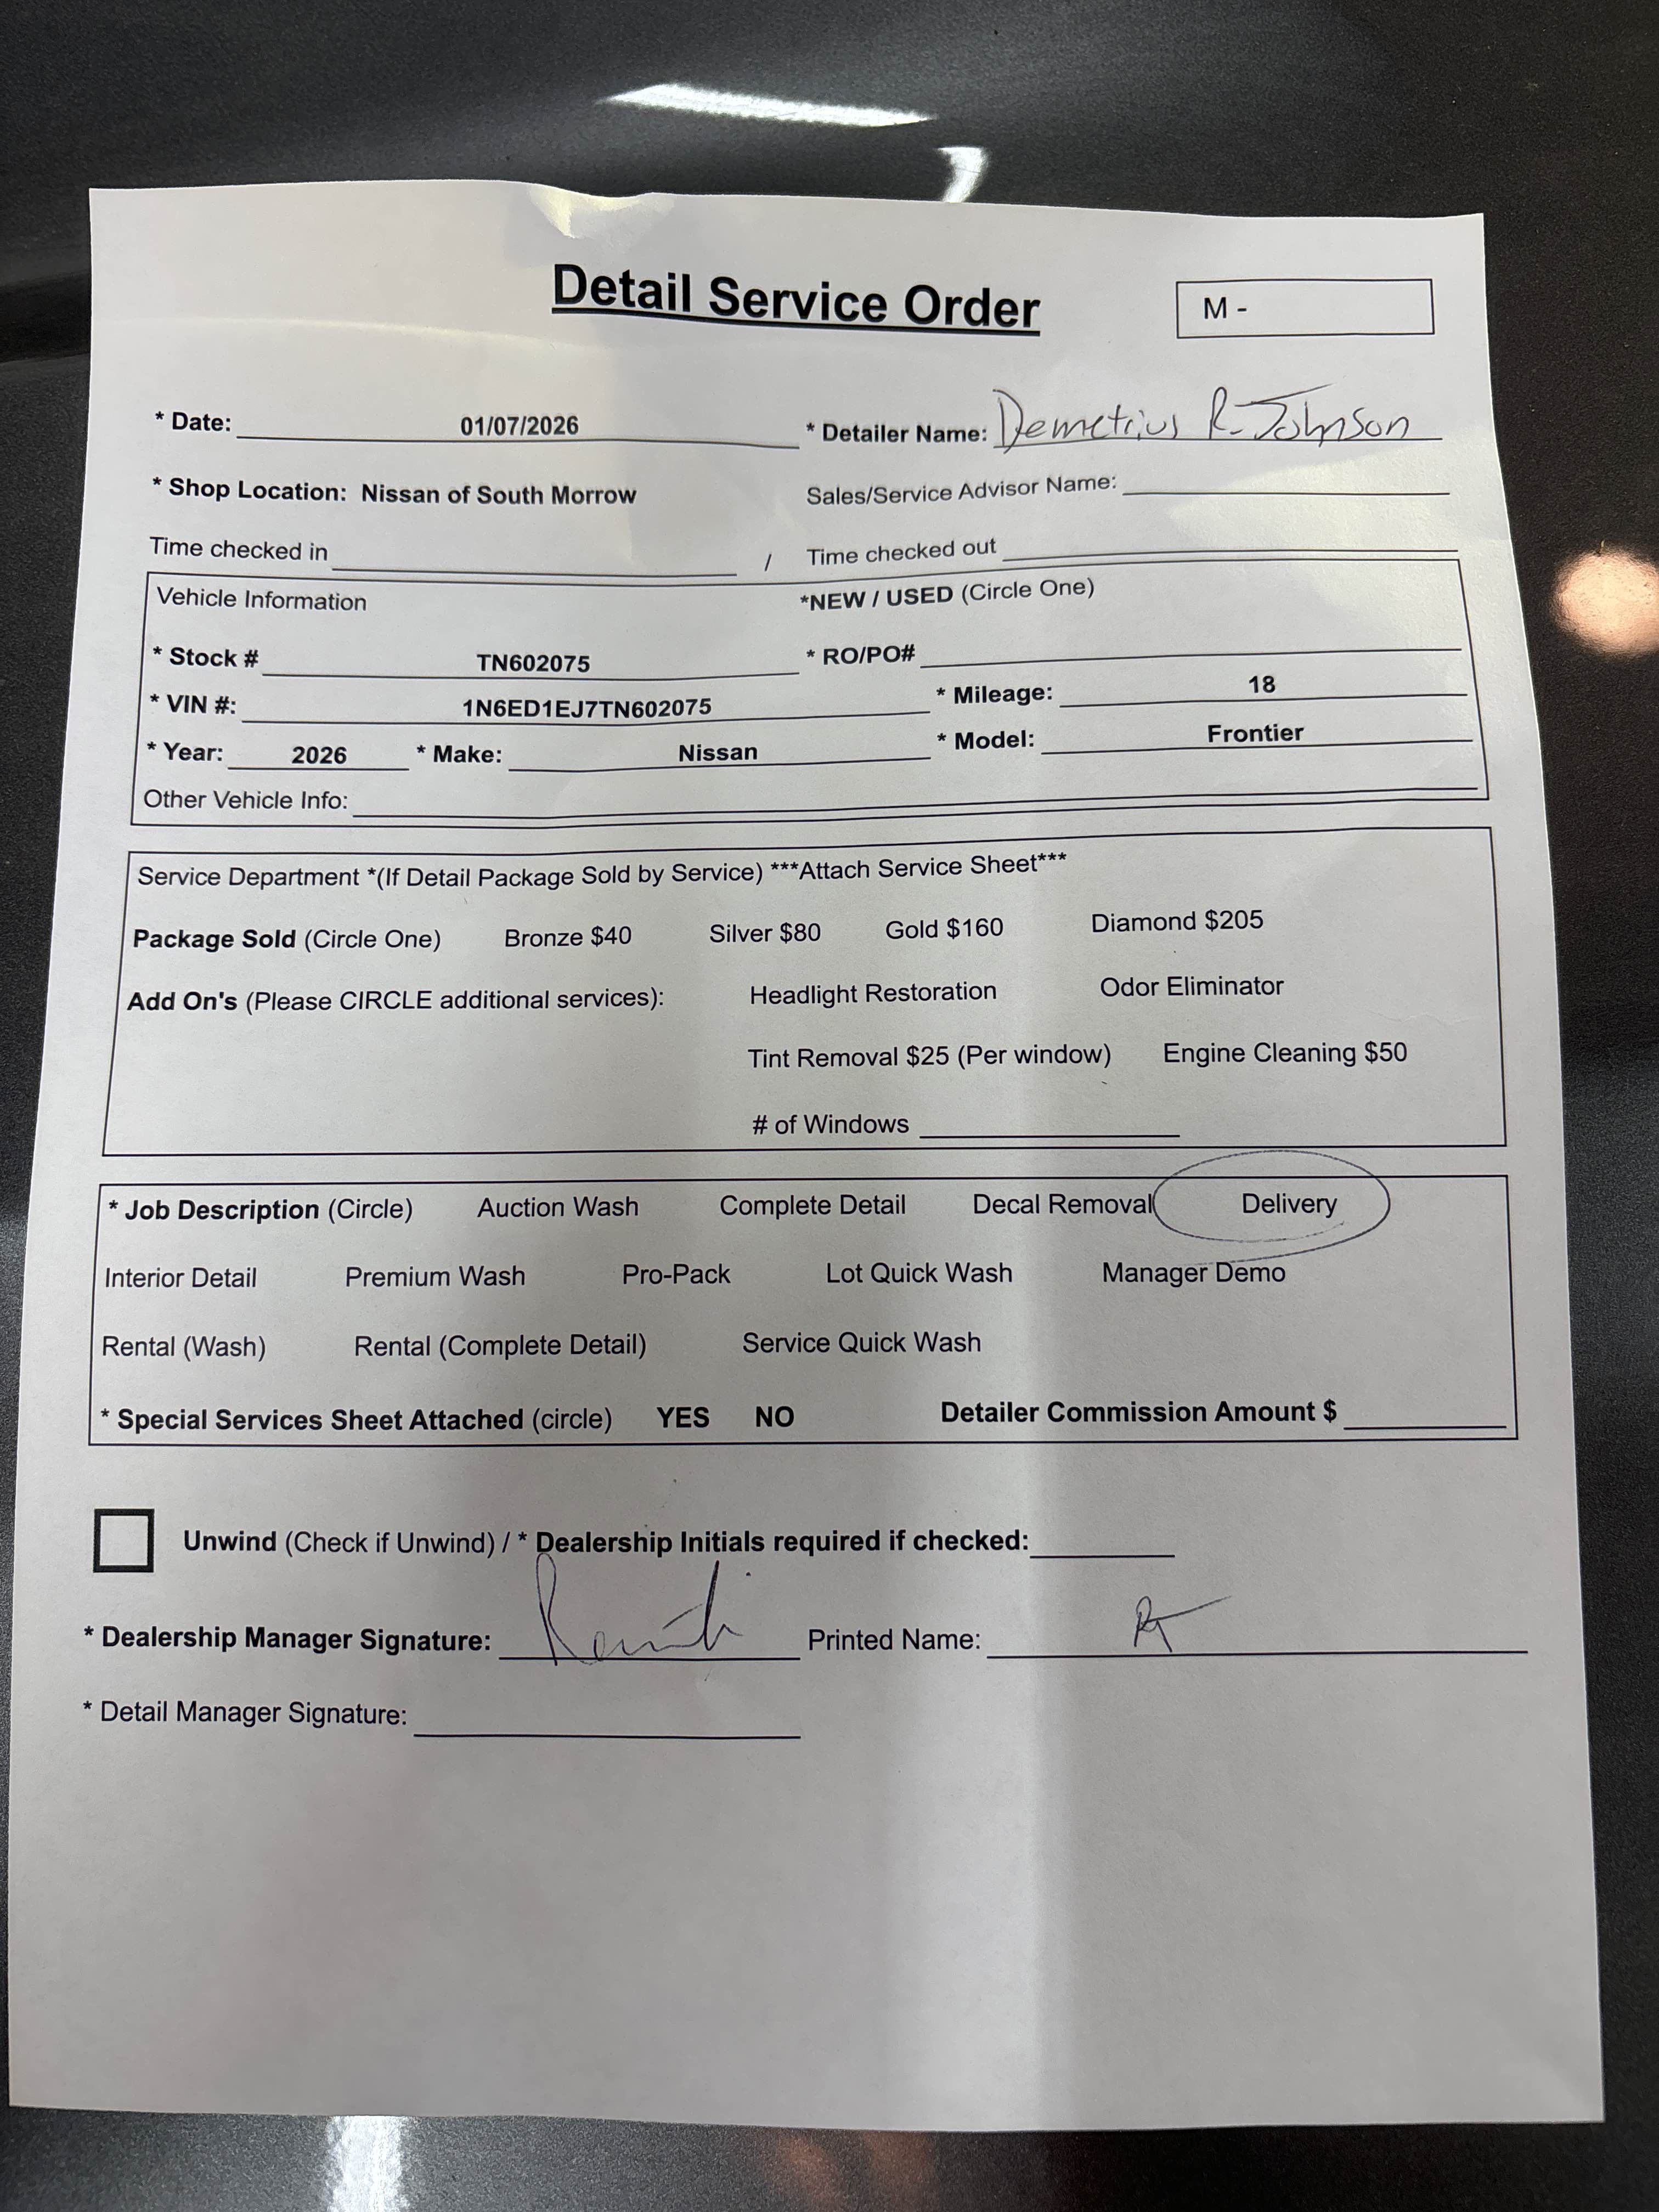 Detail Service Order
M -
* Date: 01/07/2026 * Detailer Name: Demetrius R. Johnson
* Shop Location: Nissan of South Morrow Sales/Service Advisor Name:
Time checked in / Time checked out
Vehicle Information *NEW / USED (Circle One)
* Stock # TN602075 * RO/PO#
* VIN #: 1N6ED1EJ7TN602075 * Mileage: 18
* Year: 2026 * Make: Nissan * Model: Frontier
Other Vehicle Info:
Service Department *(If Detail Package Sold by Service) ***Attach Service Sheet***
Package Sold (Circle One) Bronze $40 Silver $80 Gold $160 Diamond $205
Add On's (Please CIRCLE additional services): Headlight Restoration Odor Eliminator
Tint Removal $25 (Per window) Engine Cleaning $50
# of Windows
* Job Description (Circle) Auction Wash Complete Detail Decal Removal Delivery
Interior Detail Premium Wash Pro-Pack Lot Quick Wash Manager Demo
Rental (Wash) Rental (Complete Detail) Service Quick Wash
* Special Services Sheet Attached (circle) YES NO Detailer Commission Amount $
Unwind (Check if Unwind) / * Dealership Initials required if checked:
* Dealership Manager Signature: Printed Name:
* Detail Manager Signature: